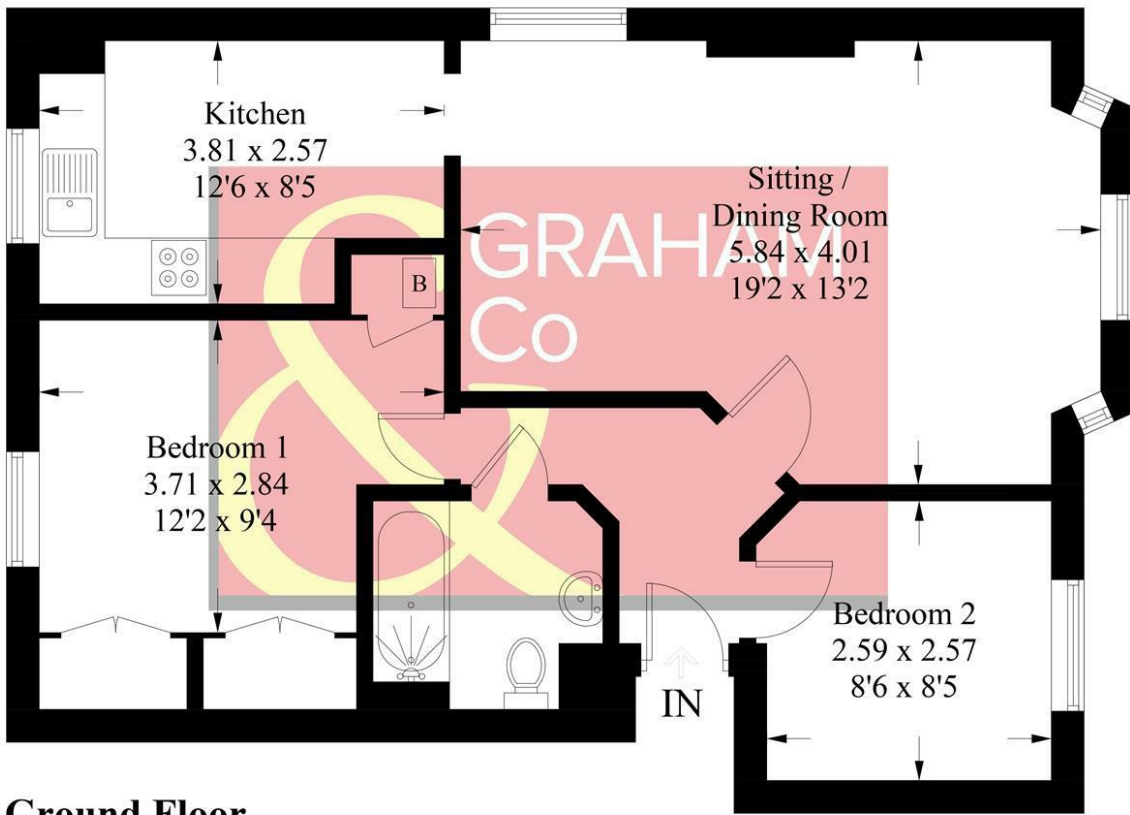 Kitchen
3.81 x 2.57
12'6 x 8'5
Sitting /
Dining Room
5.84 x 4.01
19'2 x 13'2
GRAHAM
&
Co
B
Bedroom 1
3.71 x 2.84
12'2 x 9'4
Bedroom 2
2.59 x 2.57
8'6 x 8'5
IN
Ground Floor